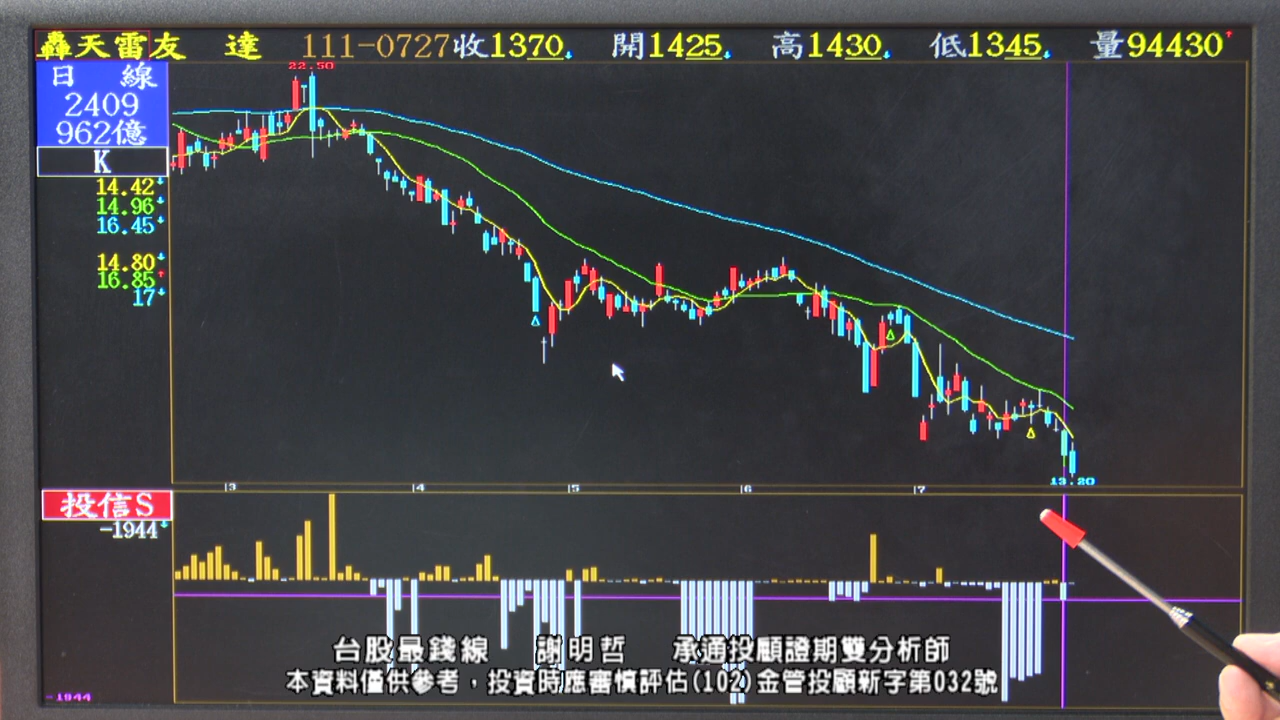 轟天雷友 達 111-0727收1370 開1425 高1430 低1345 量94430
22.50
日 線
2409
962億
K
14.42
14.96
16.45
14.80
16.85
17
13.20
3 4 5 6 7
投信S
-1944
台股最錢線 謝明哲 承通投顧證期雙分析師
本資料僅供參考，投資時應審慎評估(102)金管投顧新字第032號
-1944